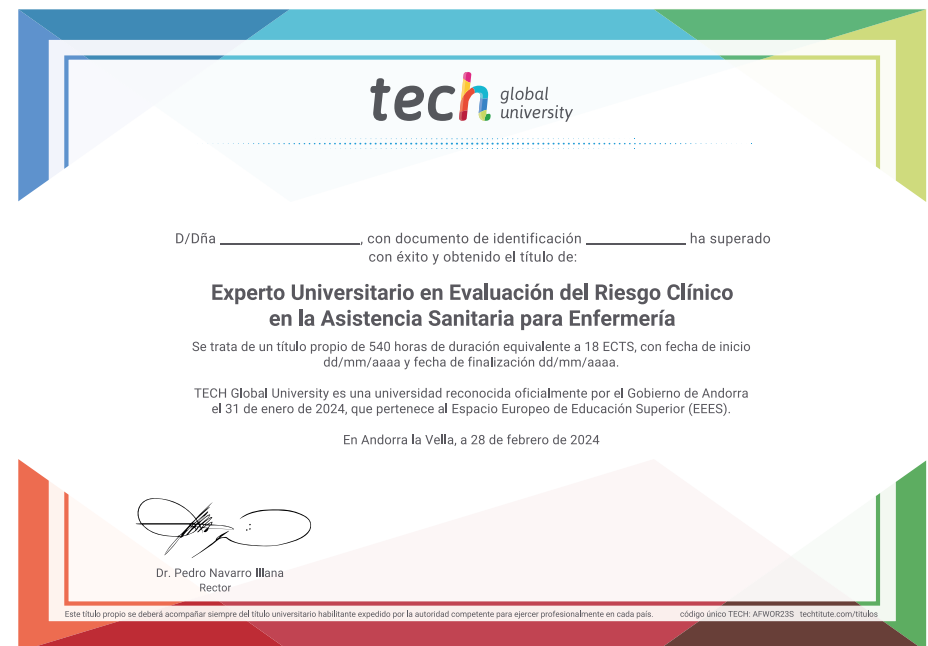 tech global university
D/Dña , con documento de identificación ha superado
con éxito y obtenido el título de:
Experto Universitario en Evaluación del Riesgo Clínico
en la Asistencia Sanitaria para Enfermería
Se trata de un título propio de 540 horas de duración equivalente a 18 ECTS, con fecha de inicio
dd/mm/aaaa y fecha de finalización dd/mm/aaaa.
TECH Global University es una universidad reconocida oficialmente por el Gobierno de Andorra
el 31 de enero de 2024, que pertenece al Espacio Europeo de Educación Superior (EEES).
En Andorra la Vella, a 28 de febrero de 2024
Dr. Pedro Navarro Illana
Rector
Este título propio se deberá acompañar siempre del título universitario habilitante expedido por la autoridad competente para ejercer profesionalmente en cada país. código único TECH: AFWOR23S techtitute.com/titulos